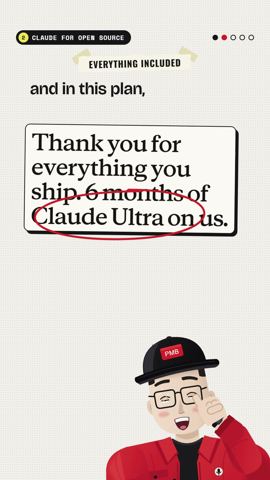 2 CLAUDE FOR OPEN SOURCE
EVERYTHING INCLUDED
and in this plan,
Thank you for
everything you
ship. 6 months of
Claude Ultra on us.
PMB